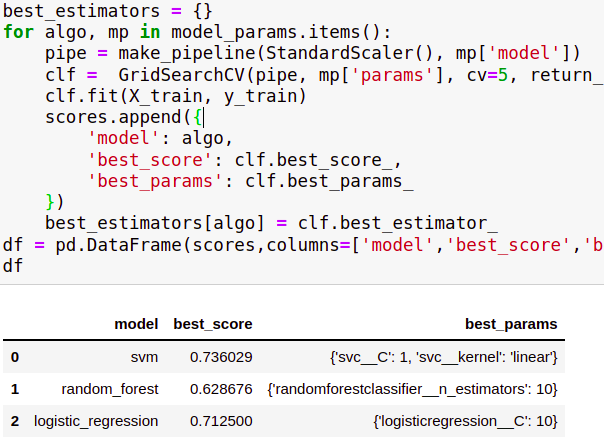 best_estimators = {}
for algo, mp in model_params.items():
    pipe = make_pipeline(StandardScaler(), mp['model'])
    clf =  GridSearchCV(pipe, mp['params'], cv=5, return_
    clf.fit(X_train, y_train)
    scores.append({
        'model': algo,
        'best_score': clf.best_score_,
        'best_params': clf.best_params_
    })
    best_estimators[algo] = clf.best_estimator_
df = pd.DataFrame(scores,columns=['model','best_score','b
df
model best_score best_params
0 svm 0.736029 {'svc__C': 1, 'svc__kernel': 'linear'}
1 random_forest 0.628676 {'randomforestclassifier__n_estimators': 10}
2 logistic_regression 0.712500 {'logisticregression__C': 10}